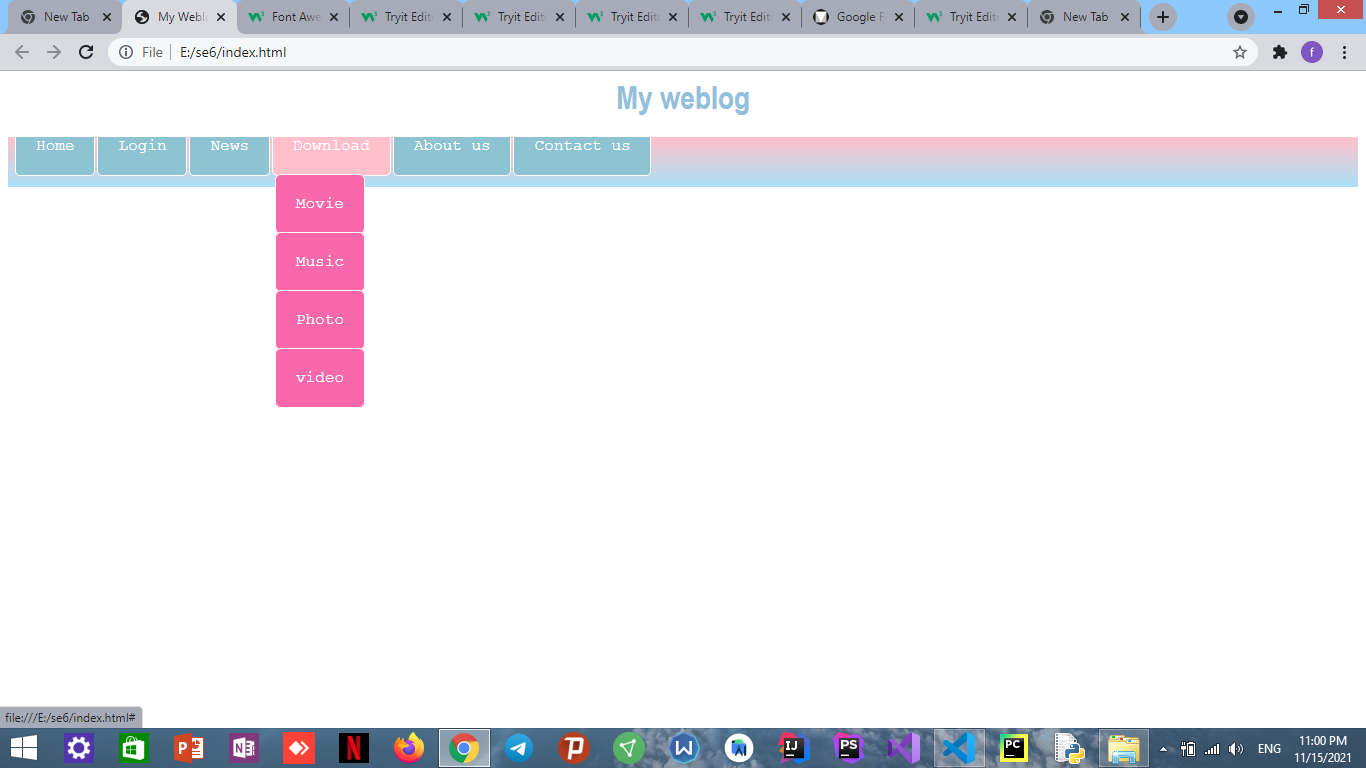 New Tab My Webl Font Awe Tryit Edit Tryit Edit Tryit Edit Tryit Edit Google F Tryit Edit New Tab
File E:/se6/index.html f
My weblog
Home Login News Download About us Contact us
Movie
Music
Photo
video
file:///E:/se6/index.html#
ENG 11:00 PM
11/15/2021